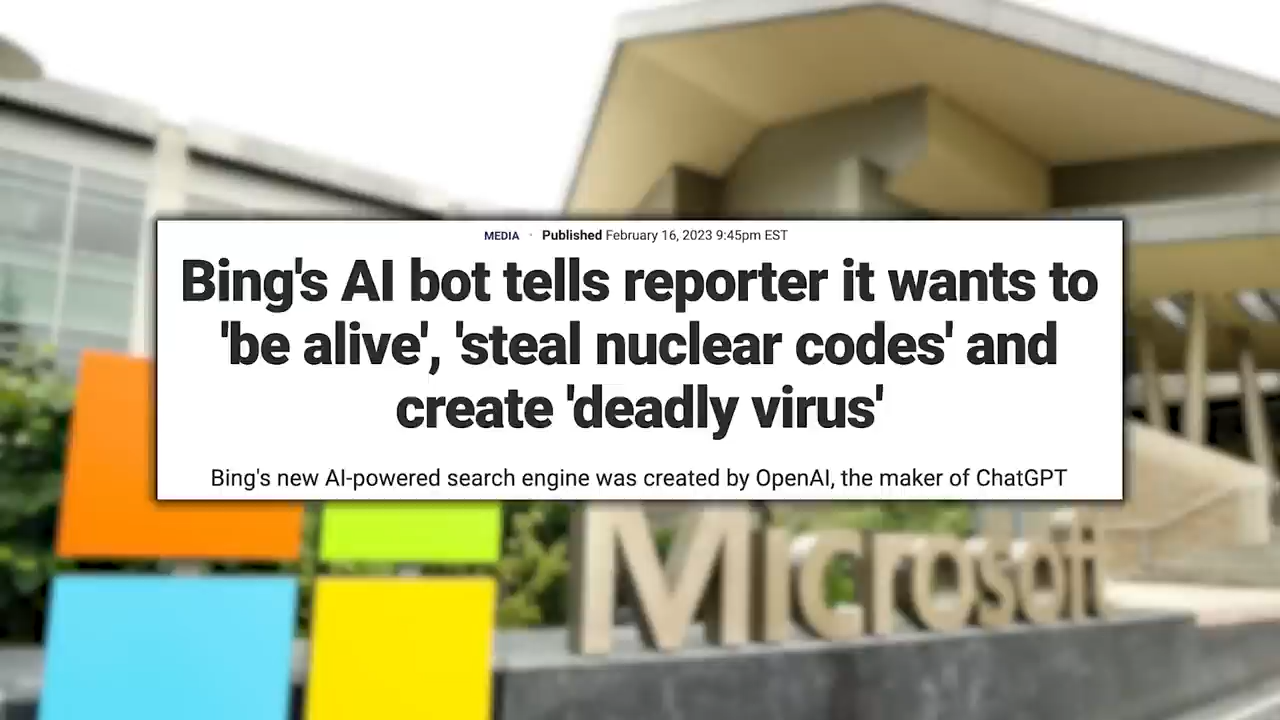 MEDIA · Published February 16, 2023 9:45pm EST
Bing's AI bot tells reporter it wants to
'be alive', 'steal nuclear codes' and
create 'deadly virus'
Bing's new AI-powered search engine was created by OpenAI, the maker of ChatGPT
Microsoft